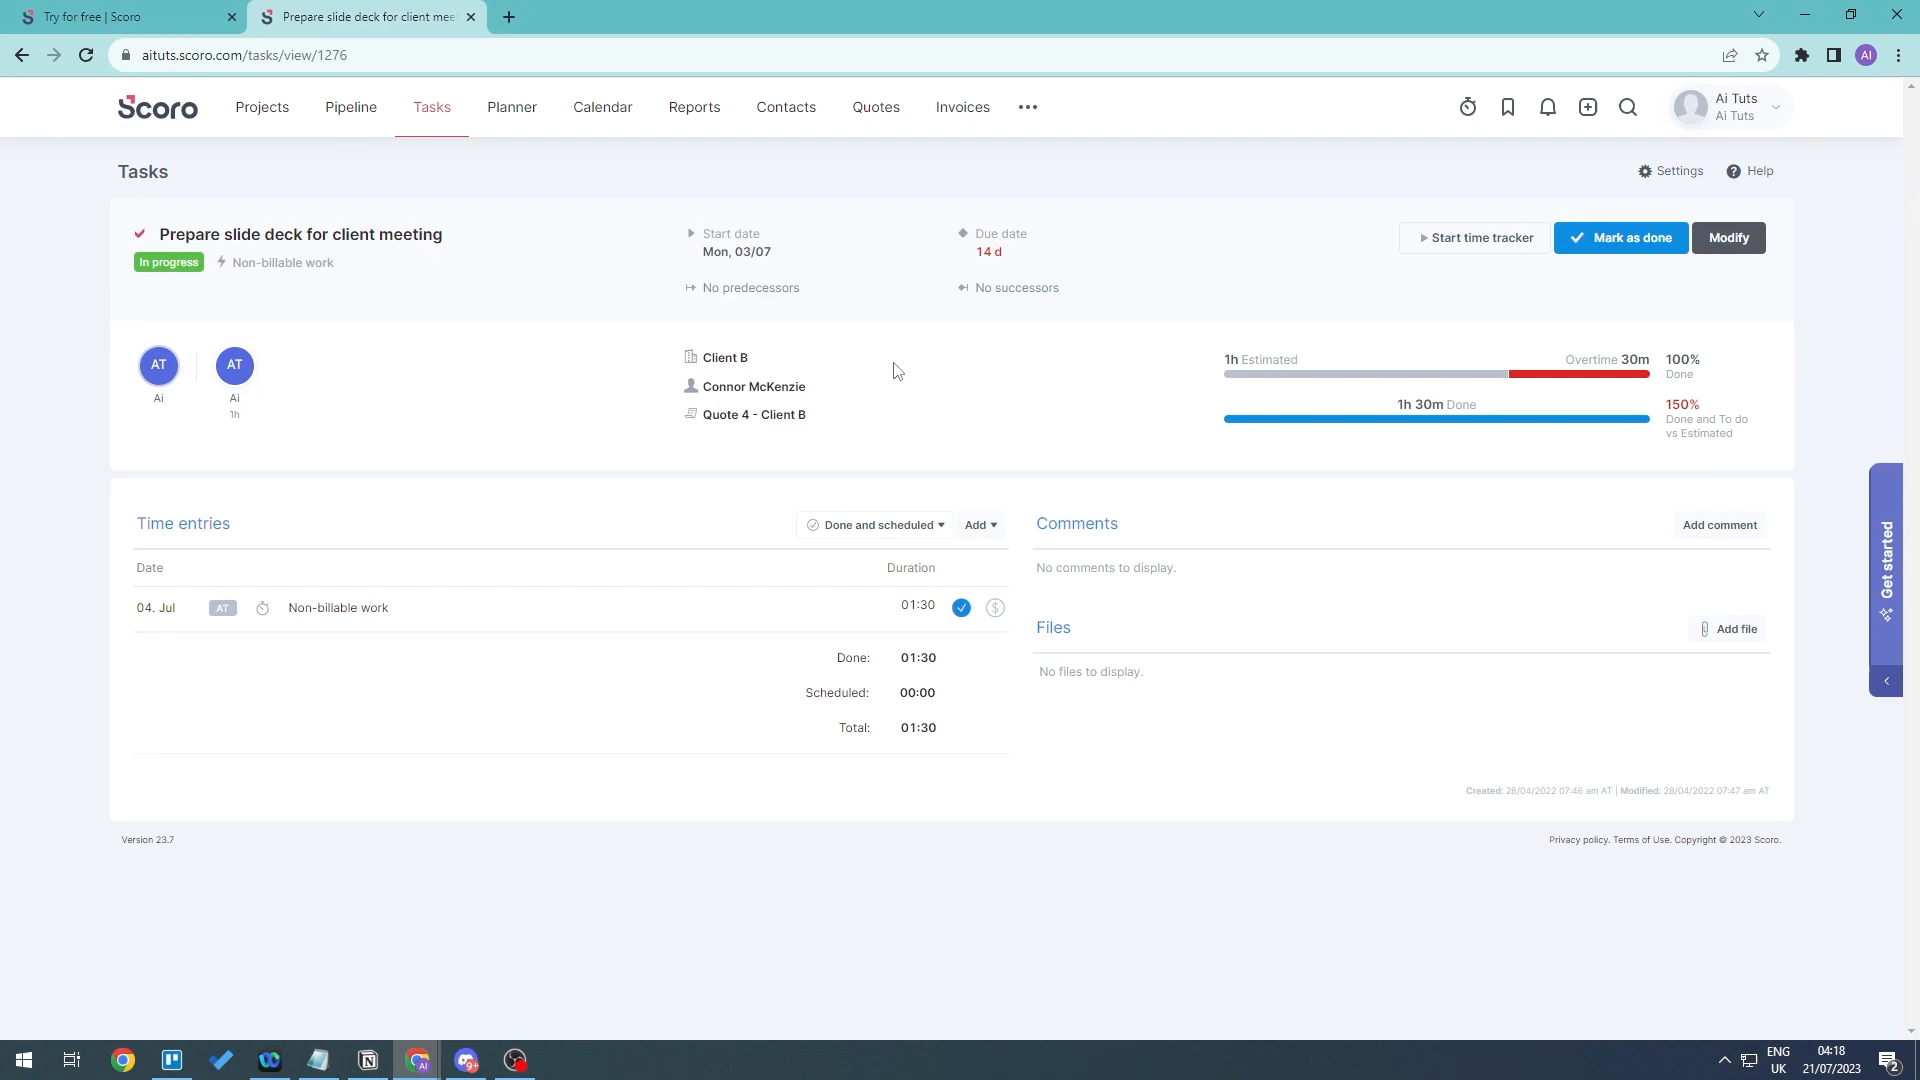 Try for free | Scoro
Prepare slide deck for client mee
aituts.scoro.com/tasks/view/1276
AI
Scoro
Projects
Pipeline
Tasks
Planner
Calendar
Reports
Contacts
Quotes
Invoices
Ai Tuts
Ai Tuts
Tasks
Settings
Help
Prepare slide deck for client meeting
In progress
Non-billable work
Start date
Mon, 03/07
Due date
14 d
No predecessors
No successors
Start time tracker
Mark as done
Modify
AT
Ai
AT
Ai
1h
Client B
Connor McKenzie
Quote 4 - Client B
1h Estimated
Overtime 30m
100%
Done
1h 30m Done
150%
Done and To do
vs Estimated
Time entries
Done and scheduled
Add
Date
Duration
04. Jul
AT
Non-billable work
01:30
Done: 01:30
Scheduled: 00:00
Total: 01:30
Comments
Add comment
No comments to display.
Files
Add file
No files to display.
Get started
Created: 28/04/2022 07:46 am AT | Modified: 28/04/2022 07:47 am AT
Version 23.7
Privacy policy. Terms of Use. Copyright © 2023 Scoro.
AI
9+
ENG
UK
04:18
21/07/2023
2